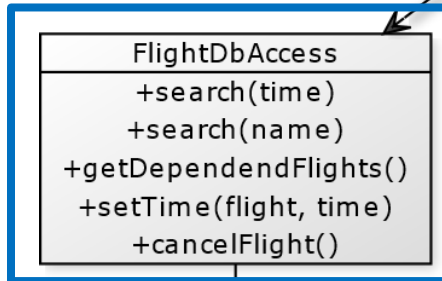 FlightDbAccess
+search(time)
+search(name)
+getDependendFlights()
+setTime(flight, time)
+cancelFlight()